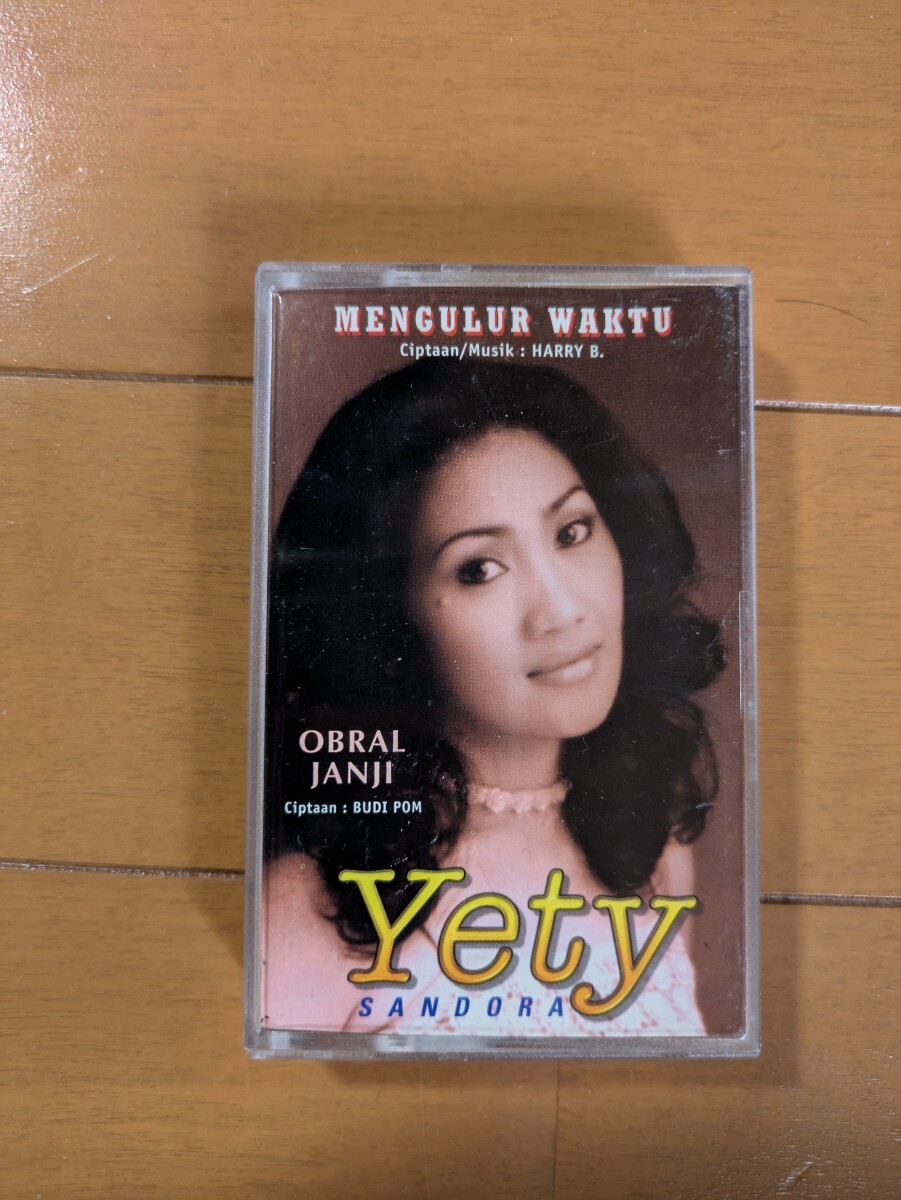 MENGULUR WAKTU
Ciptaan/Musik : HARRY B.
OBRAL
JANJI
Ciptaan : BUDI POM
Yety
SANDORA